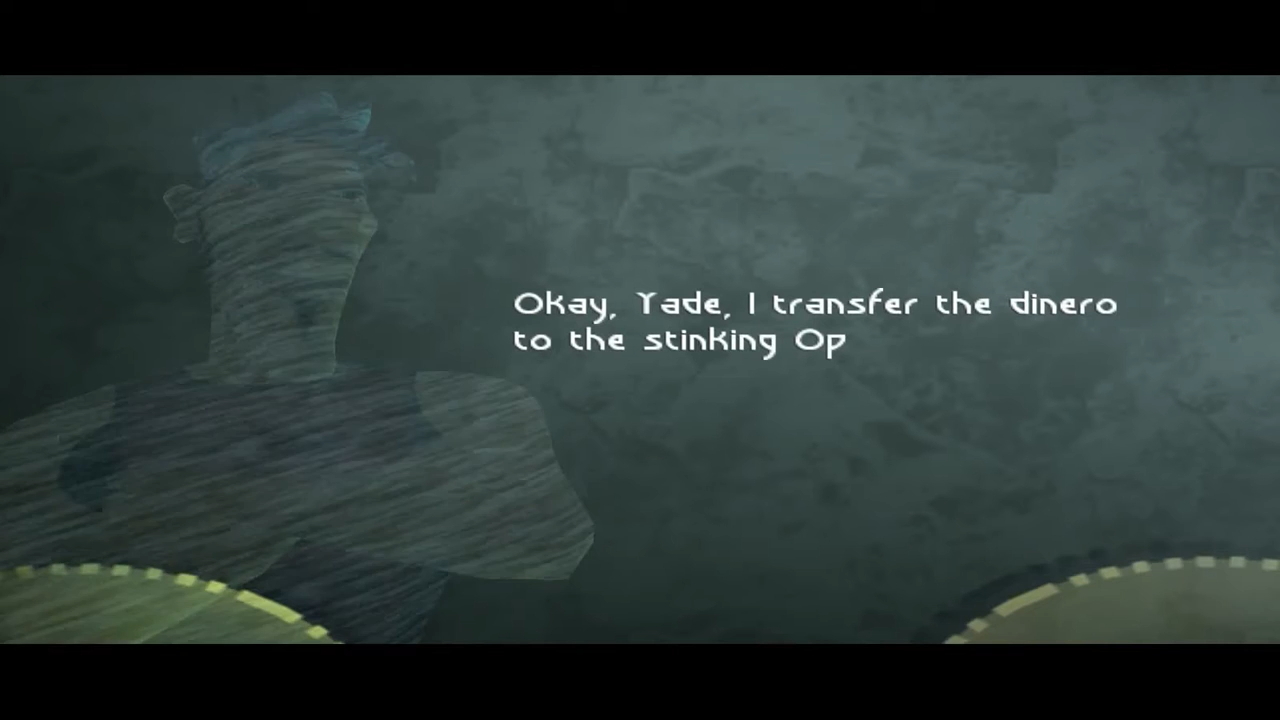 Okay, Yade, I transfer the dinero
to the stinking Op